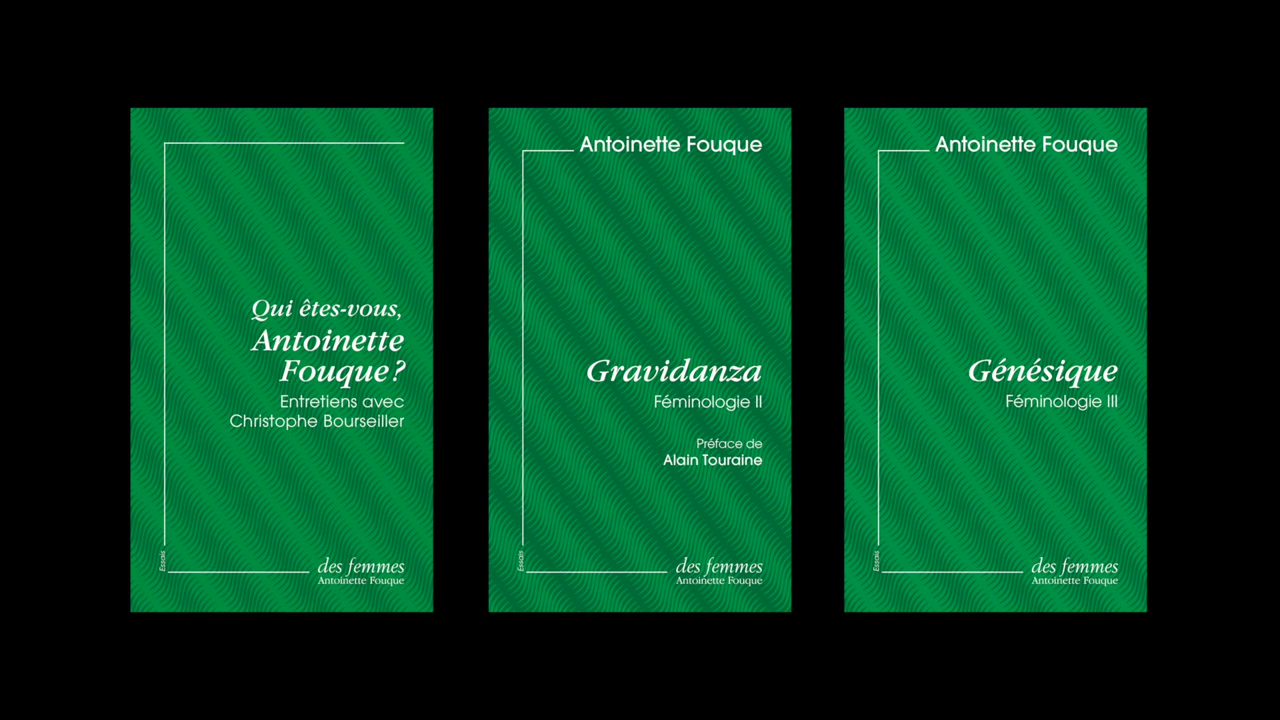 Qui êtes-vous,
Antoinette
Fouque ?
Entretiens avec
Christophe Bourseiller
Essais
des femmes
Antoinette Fouque
Antoinette Fouque
Gravidanza
Féminologie II
Préface de
Alain Touraine
Essais
des femmes
Antoinette Fouque
Antoinette Fouque
Génésique
Féminologie III
Essais
des femmes
Antoinette Fouque